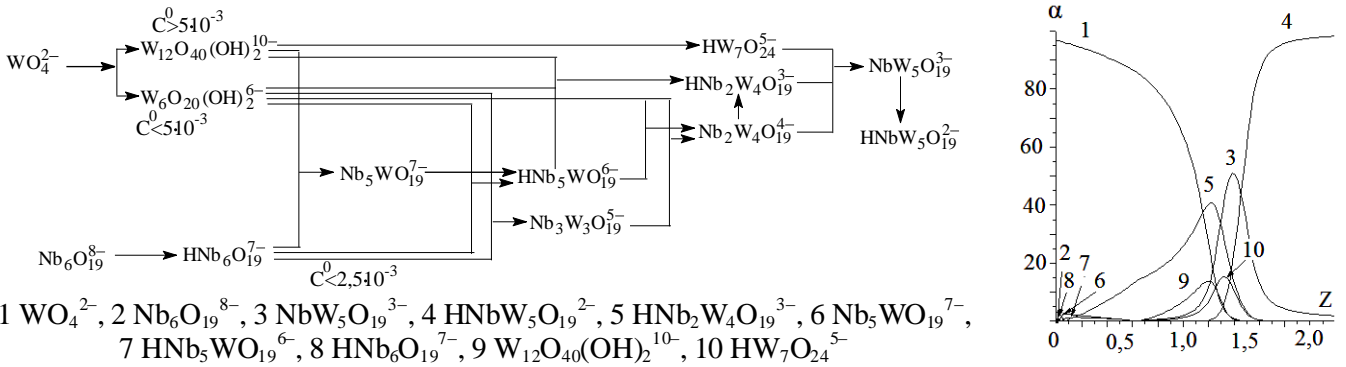 C⁰>5·10⁻³
WO₄²⁻
W₁₂O₄₀(OH)₂¹⁰⁻
HW₇O₂₄⁵⁻
NbW₅O₁₉³⁻
HNb₂W₄O₁₉³⁻
W₆O₂₀(OH)₂⁶⁻
C⁰<5·10⁻³
Nb₂W₄O₁₉⁴⁻
HNbW₅O₁₉²⁻
Nb₅WO₁₉⁷⁻
HNb₅WO₁₉⁶⁻
Nb₃W₃O₁₉⁵⁻
Nb₆O₁₉⁸⁻
HNb₆O₁₉⁷⁻
C⁰<2,5·10⁻³
1 WO₄²⁻, 2 Nb₆O₁₉⁸⁻, 3 NbW₅O₁₉³⁻, 4 HNbW₅O₁₉²⁻, 5 HNb₂W₄O₁₉³⁻, 6 Nb₅WO₁₉⁷⁻,
7 HNb₅WO₁₉⁶⁻, 8 HNb₆O₁₉⁷⁻, 9 W₁₂O₄₀(OH)₂¹⁰⁻, 10 HW₇O₂₄⁵⁻
α
1
4
80
60
3
5
40
2
7
10
20
8
6
9
Z
0
0,5
1,0
1,5
2,0